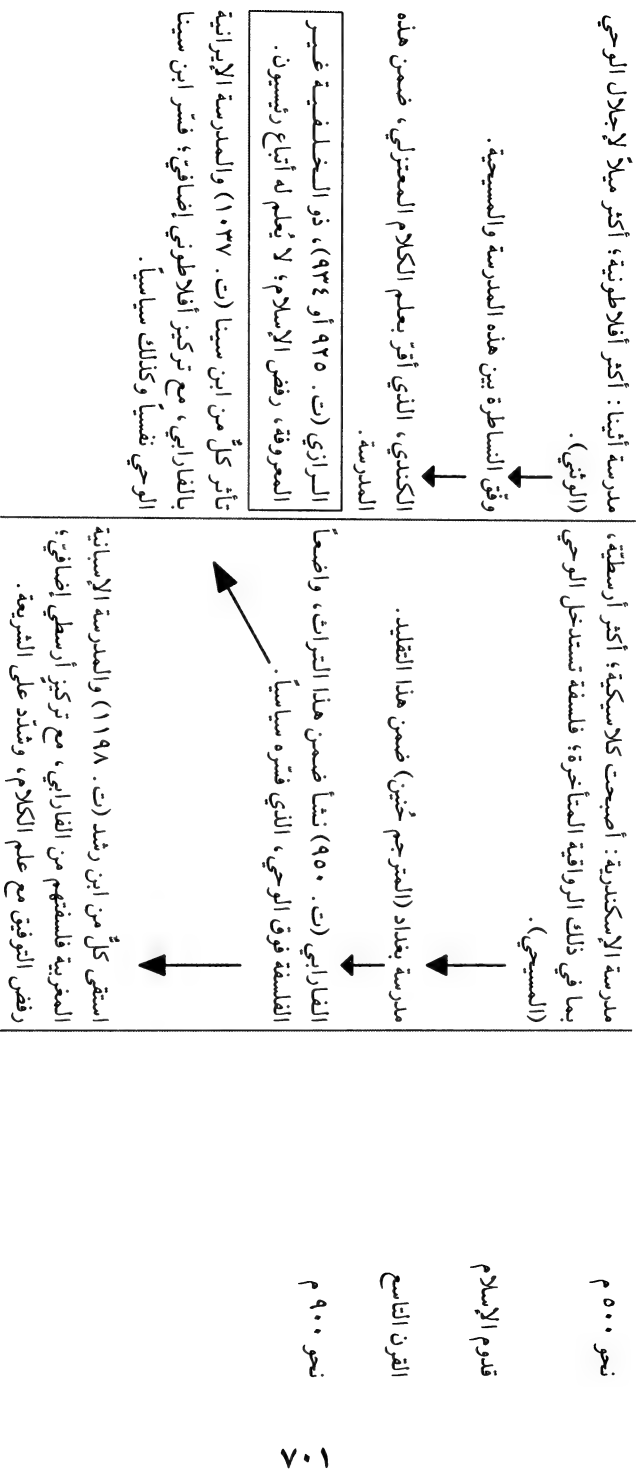 نحو ٥٠٠ م
مدرسة الإسكندرية: أصبحت كلاسيكية؛ أكثر أرسطيّة،
بما في ذلك الرواقية المتأخرة؛ فلسفة تستدخل الوحي
(المسيحي).
مدرسة أثينا: أكثر أفلاطونية؛ أكثر ميلاً لإجلال الوحي
(الوثني).
قدوم الإسلام
وفّق النساطرة بين هذه المدرسة والمسيحية.
القرن التاسع
مدرسة بغداد (المترجم حُنين) ضمن هذا التقليد.
الكندي، الذي أقرّ بعلم الكلام المعتزلي، ضمن هذه
المدرسة.
نحو ٩٠٠ م
الفارابي (ت. ٩٥٠) نشأ ضمن هذا التراث، واضعاً
الفلسفة فوق الوحي، الذي فسّره سياسياً.
الـرازي (ت. ٩٢٥ أو ٩٣٤)، ذو الـخـلـفـيـة غـيـر
المعروفة، رفض الإسلام؛ لا يُعلم له أتباع رئيسيون.
استقى كلٌّ من ابن رشد (ت. ١١٩٨) والمدرسة الإسبانية
المغربية فلسفتهم من الفارابي، مع تركيزٍ أرسطي إضافيّ؛
رفض التوفيق مع علم الكلام، وشدّد على الشريعة.
تأثر كلٌّ من ابن سينا (ت. ١٠٣٧) والمدرسة الإيرانية
بالفارابي، مع تركيز أفلاطوني إضافيّ؛ فسّر ابن سينا
الوحي نفسياً وكذلك سياسياً.
٧٠١